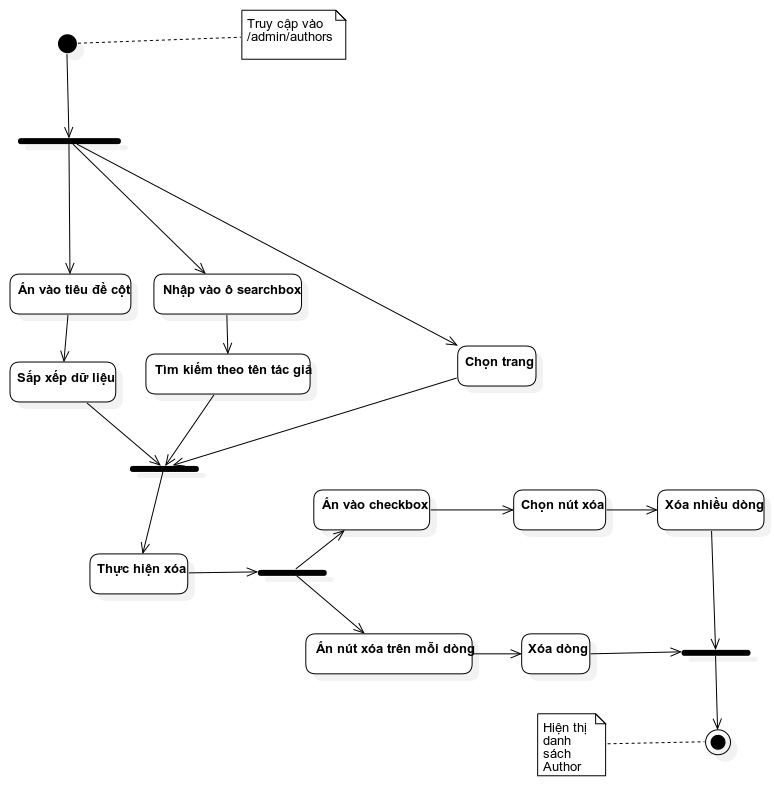 Truy cập vào
/admin/authors
Ấn vào tiêu đề cột
Nhập vào ô searchbox
Sắp xếp dữ liệu
Tìm kiếm theo tên tác giả
Chọn trang
Thực hiện xóa
Ấn vào checkbox
Chọn nút xóa
Xóa nhiều dòng
Ấn nút xóa trên mỗi dòng
Xóa dòng
Hiện thị
danh
sách
Author